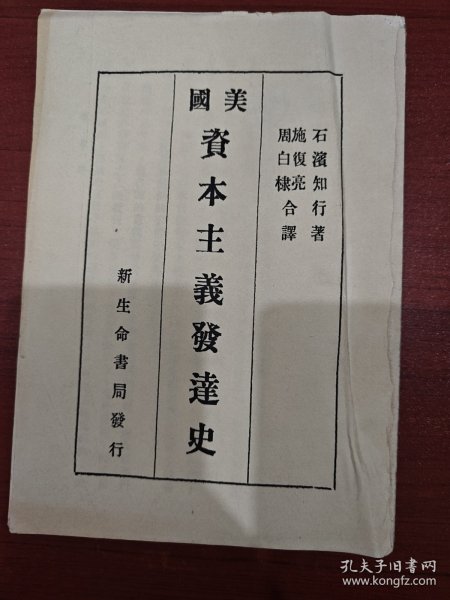 石濱知行著
施復亮
周白棣合譯
美國
資本主義發達史
新生命書局發行
孔夫子旧书网
www.kongfz.com